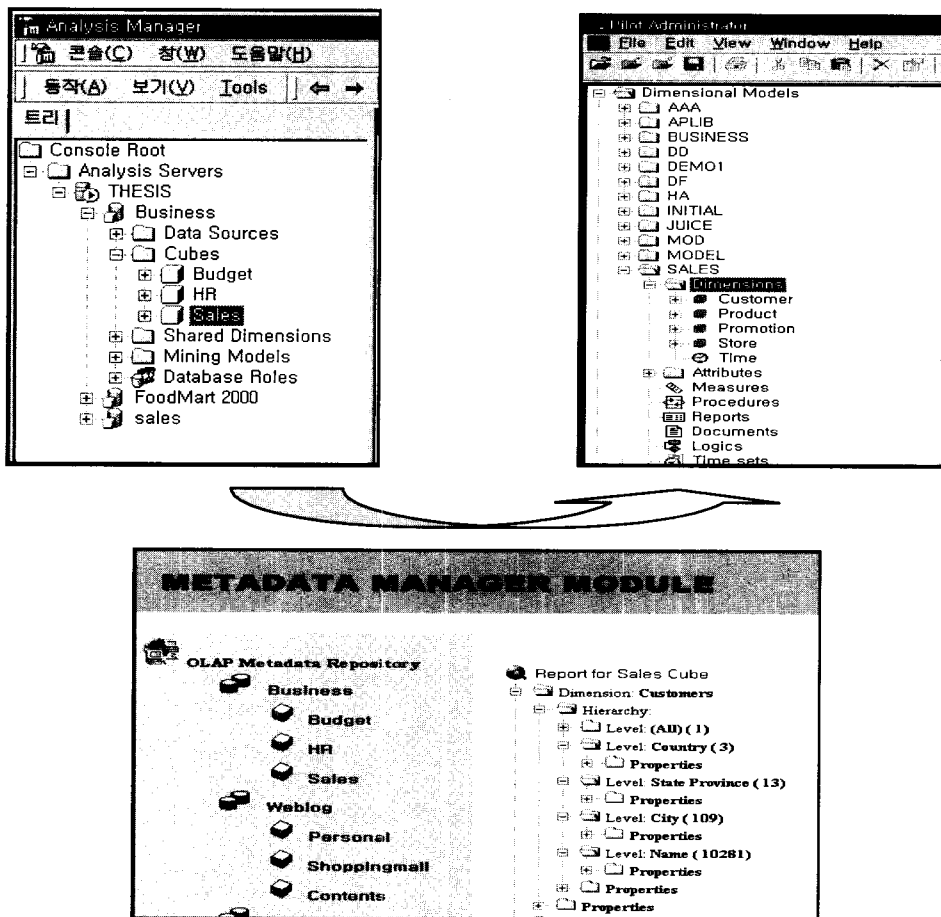 Analysis Manager
콘솔(C) 창(W) 도움말(H)
동작(A) 보기(V) Tools
트리
Console Root
Analysis Servers
THESIS
Business
Data Sources
Cubes
Budget
HR
Sales
Shared Dimensions
Mining Models
Database Roles
FoodMart 2000
sales
Pilot Administrator
File Edit View Window Help
Dimensional Models
AAA
APLIB
BUSINESS
DD
DEMO1
DF
HA
INITIAL
JUICE
MOD
MODEL
SALES
Dimensions
Customer
Product
Promotion
Store
Time
Attributes
Measures
Procedures
Reports
Documents
Logics
Time sets
METADATA MANAGER MODULE
OLAP Metadata Repository
Business
Budget
HR
Sales
Weblog
Personal
Shoppingmall
Contents
Report for Sales Cube
Dimension: Customers
Hierarchy:
Level: (All) ( 1)
Level: Country ( 3)
Properties
Level: State Province ( 13)
Properties
Level: City ( 109)
Properties
Level: Name ( 10281)
Properties
Properties
Properties